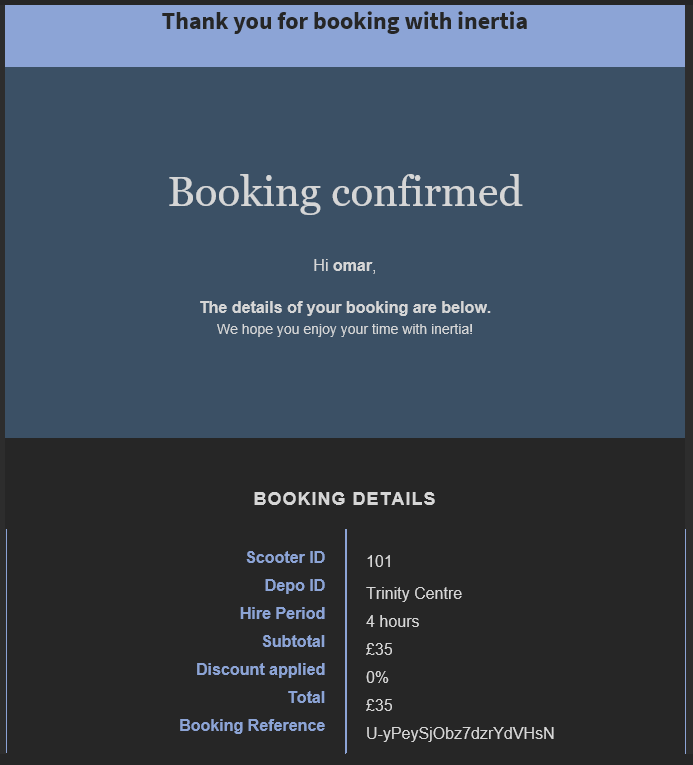 Thank you for booking with inertia
Booking confirmed
Hi omar,
The details of your booking are below.
We hope you enjoy your time with inertia!
BOOKING DETAILS
Scooter ID 101
Depo ID Trinity Centre
Hire Period 4 hours
Subtotal £35
Discount applied 0%
Total £35
Booking Reference U-yPeySjObz7dzrYdVHsN